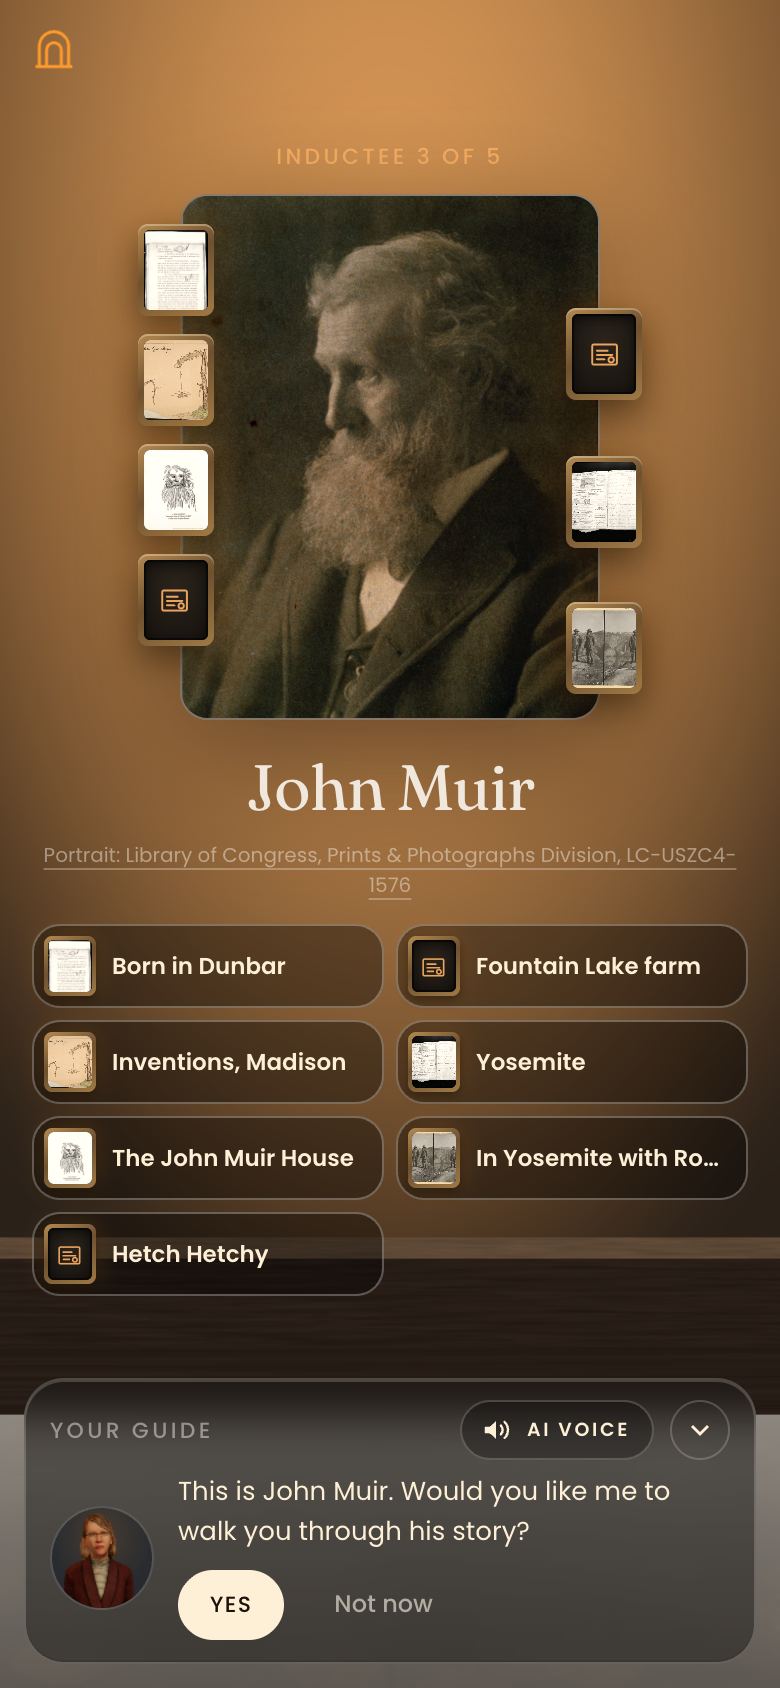 INDUCTEE 3 OF 5
John Muir
Portrait: Library of Congress, Prints & Photographs Division, LC-USZC4-
1576
Born in Dunbar
Fountain Lake farm
Inventions, Madison
Yosemite
The John Muir House
In Yosemite with Ro...
Hetch Hetchy
YOUR GUIDE
AI VOICE
This is John Muir. Would you like me to
walk you through his story?
YES
Not now